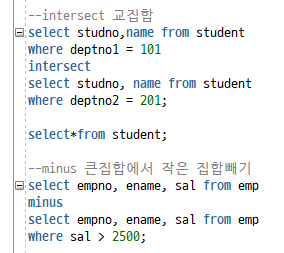 --intersect 교집합
select studno,name from student
where deptno1 = 101
intersect
select studno, name from student
where deptno2 = 201;
select*from student;
--minus 큰집합에서 작은 집합빼기
select empno, ename, sal from emp
minus
select empno, ename, sal from emp
where sal > 2500;